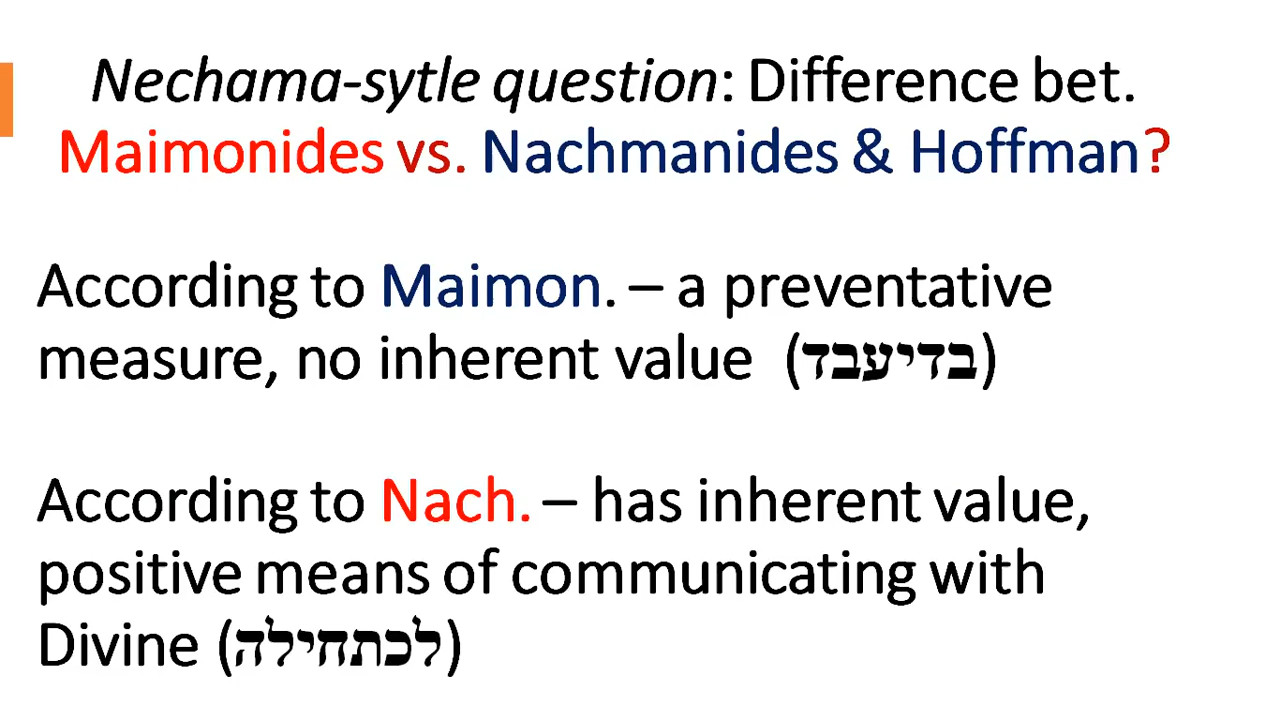 Nechama-sytle question: Difference bet.
Maimonides vs. Nachmanides & Hoffman?
According to Maimon. – a preventative
measure, no inherent value (בדיעבד)
According to Nach. – has inherent value,
positive means of communicating with
Divine (לכתחילה)